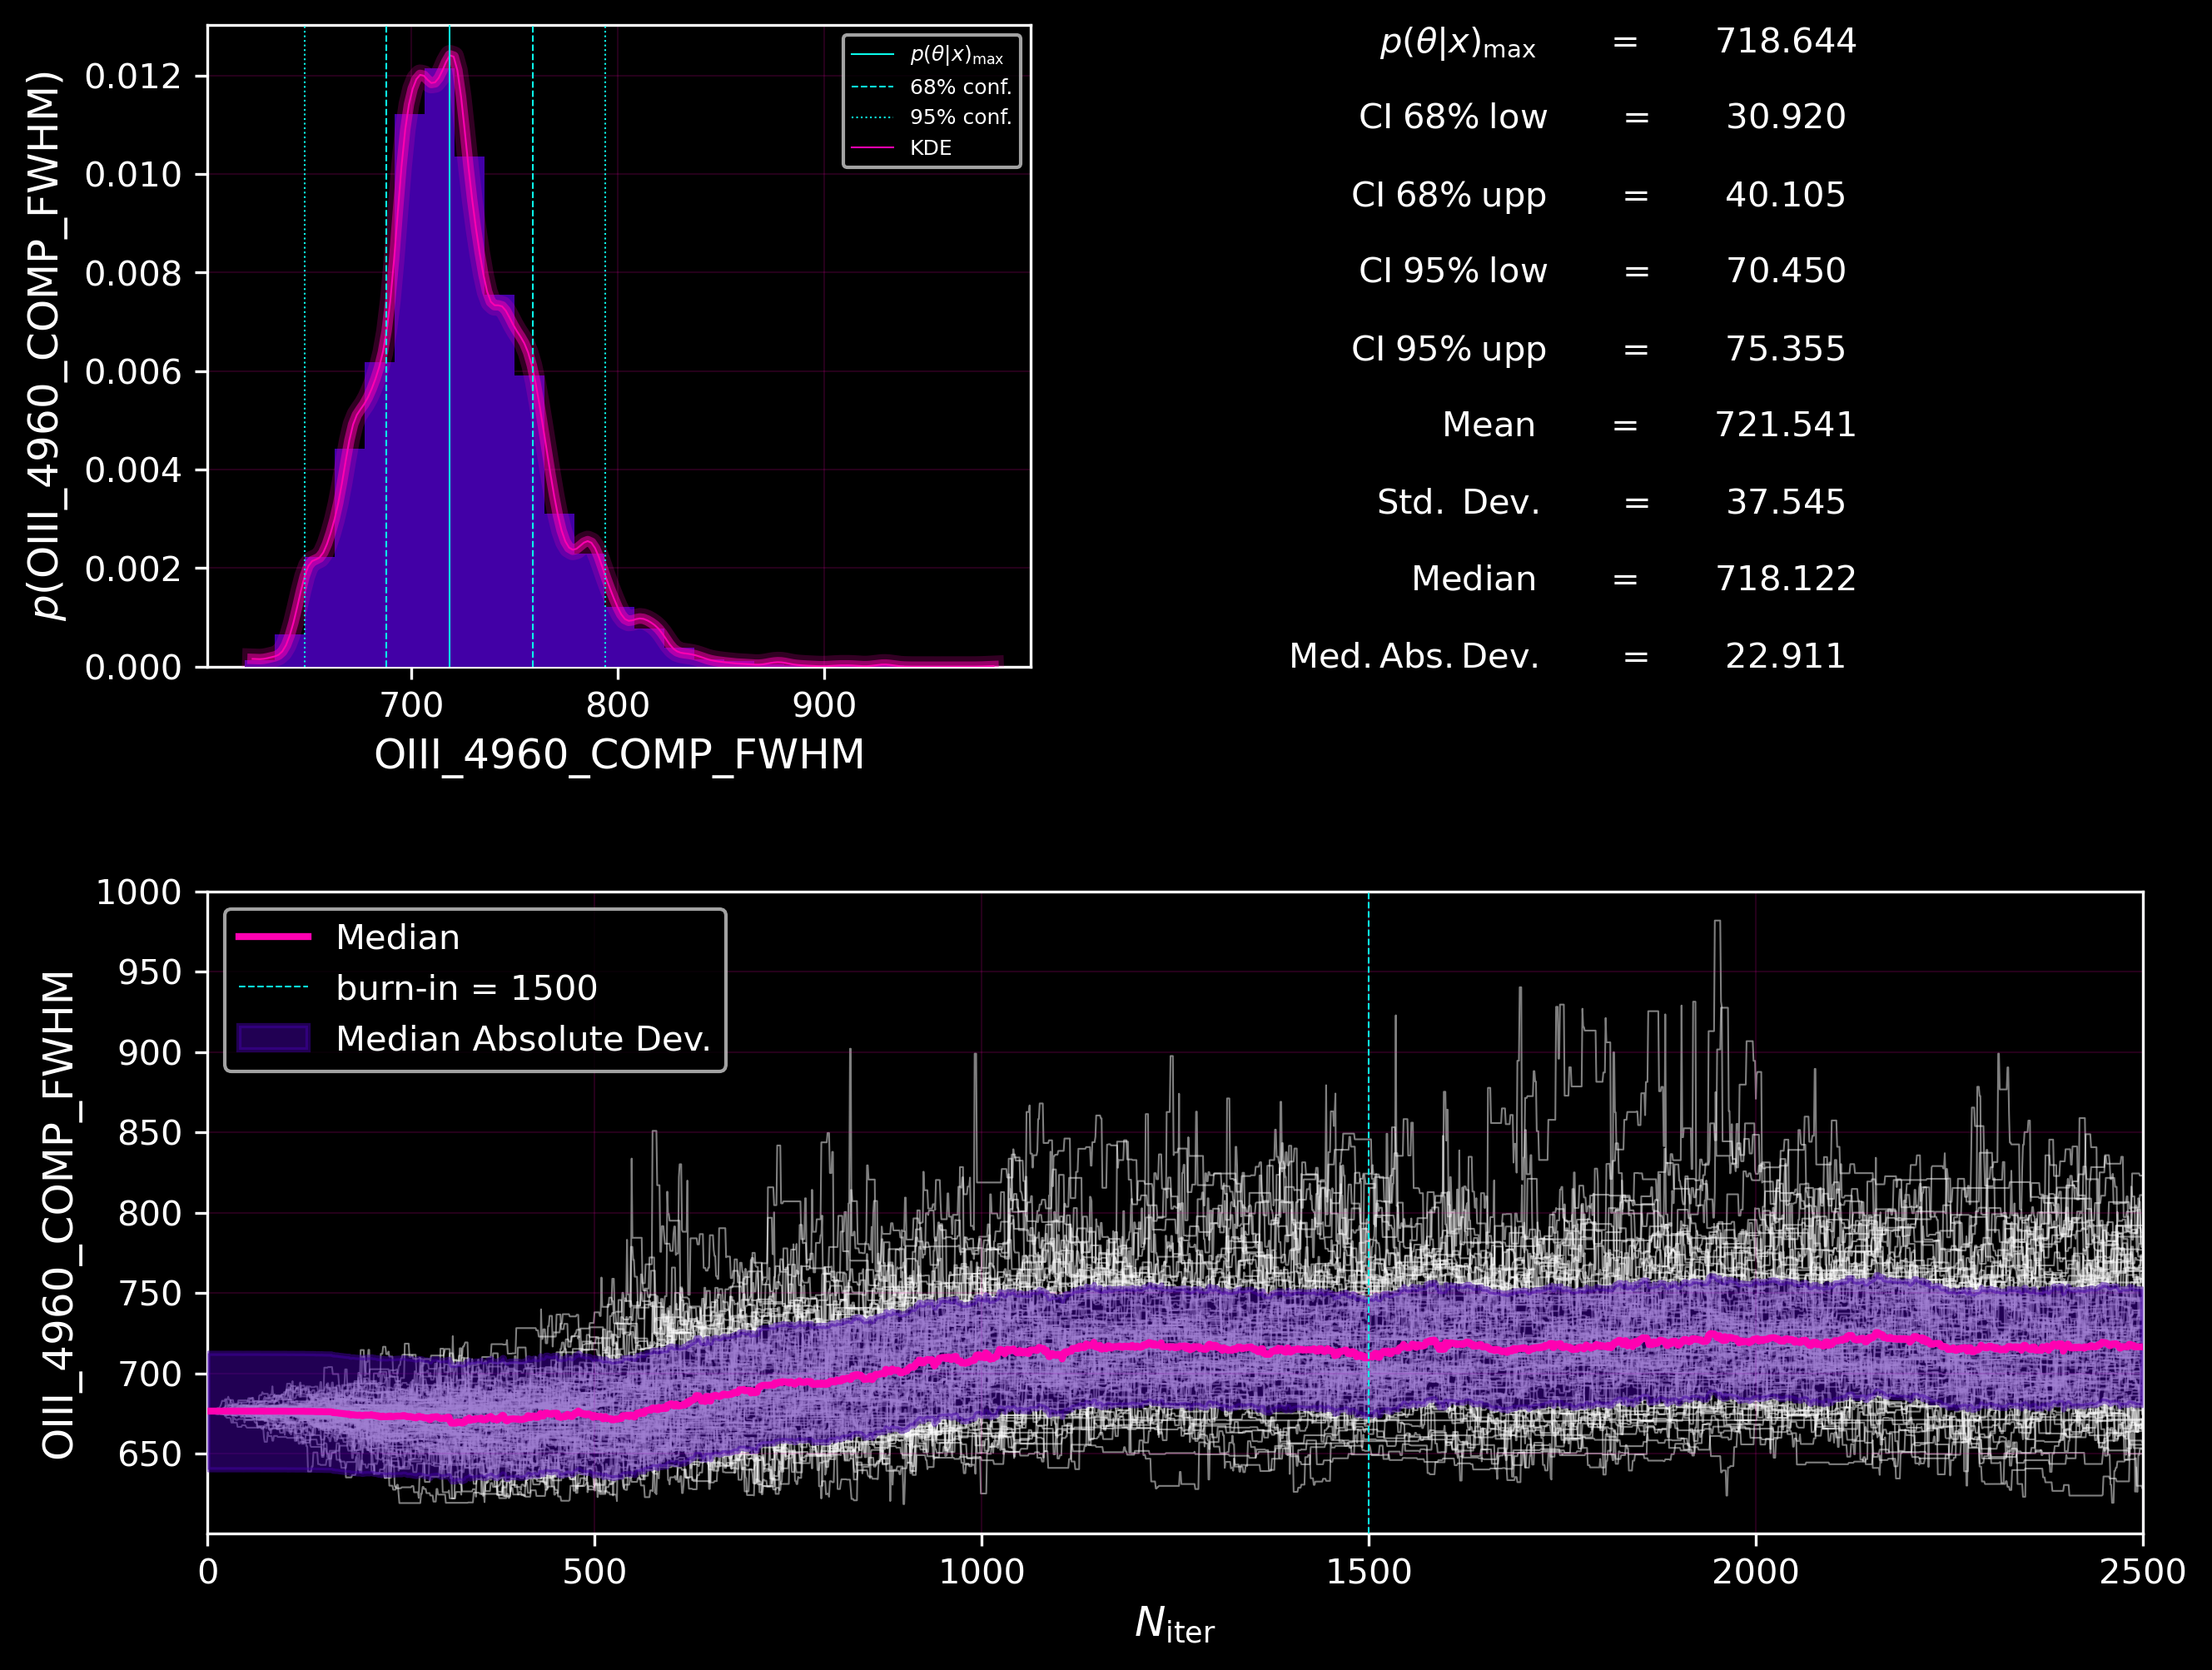 p(θ|x)max
68% conf.
95% conf.
KDE
0.012
0.010
0.008
0.006
0.004
0.002
0.000
p(OIII_4960_COMP_FWHM)
700 800 900
OIII_4960_COMP_FWHM
p(θ|x)max = 718.644
CI 68% low = 30.920
CI 68% upp = 40.105
CI 95% low = 70.450
CI 95% upp = 75.355
Mean = 721.541
Std. Dev. = 37.545
Median = 718.122
Med. Abs. Dev. = 22.911
Median
burn-in = 1500
Median Absolute Dev.
1000
950
900
850
800
750
700
650
OIII_4960_COMP_FWHM
0 500 1000 1500 2000 2500
Niter